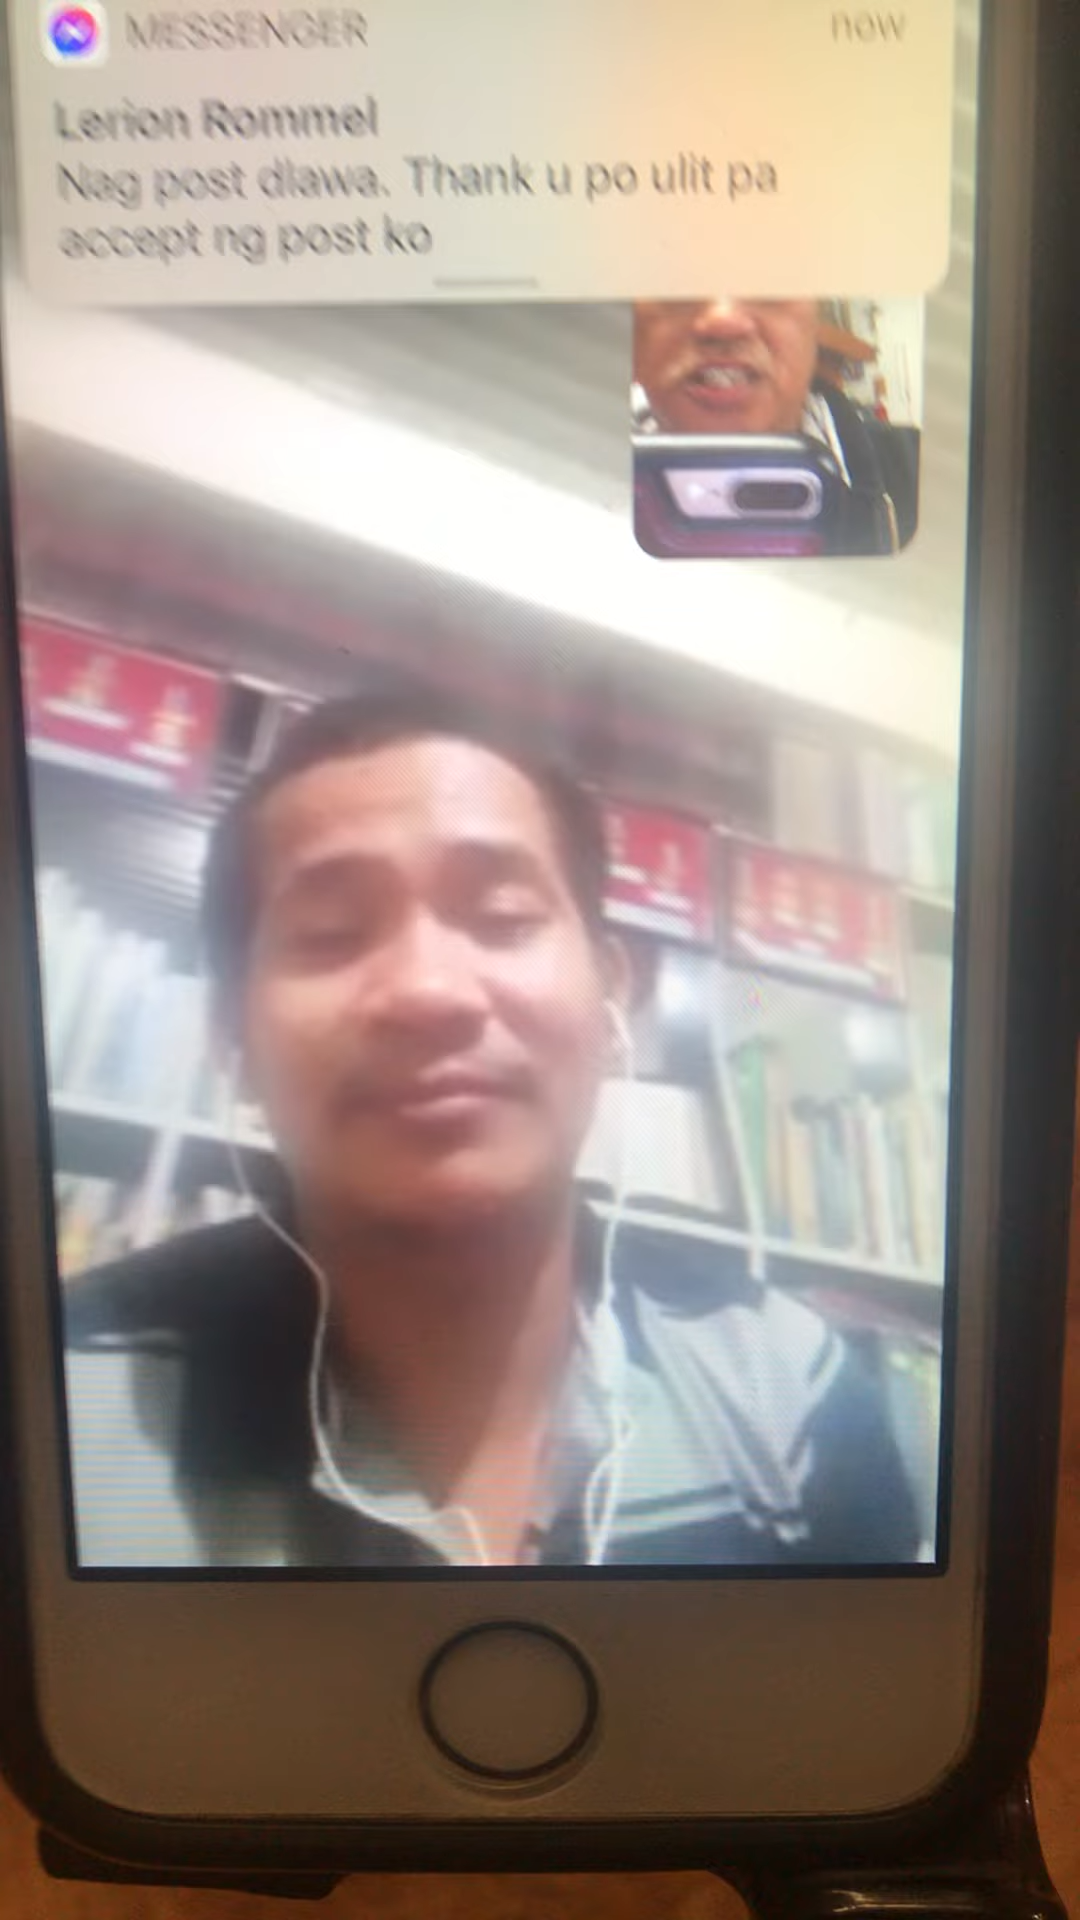 MESSENGER
now
Lerion Rommel
Nag post dlawa. Thank u po ulit pa
accept ng post ko